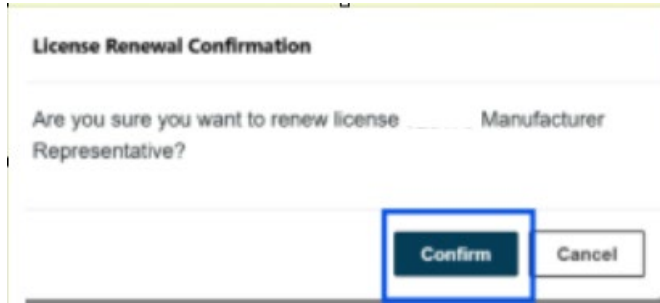 License Renewal Confirmation
Are you sure you want to renew license Manufacturer
Representative?
Confirm Cancel